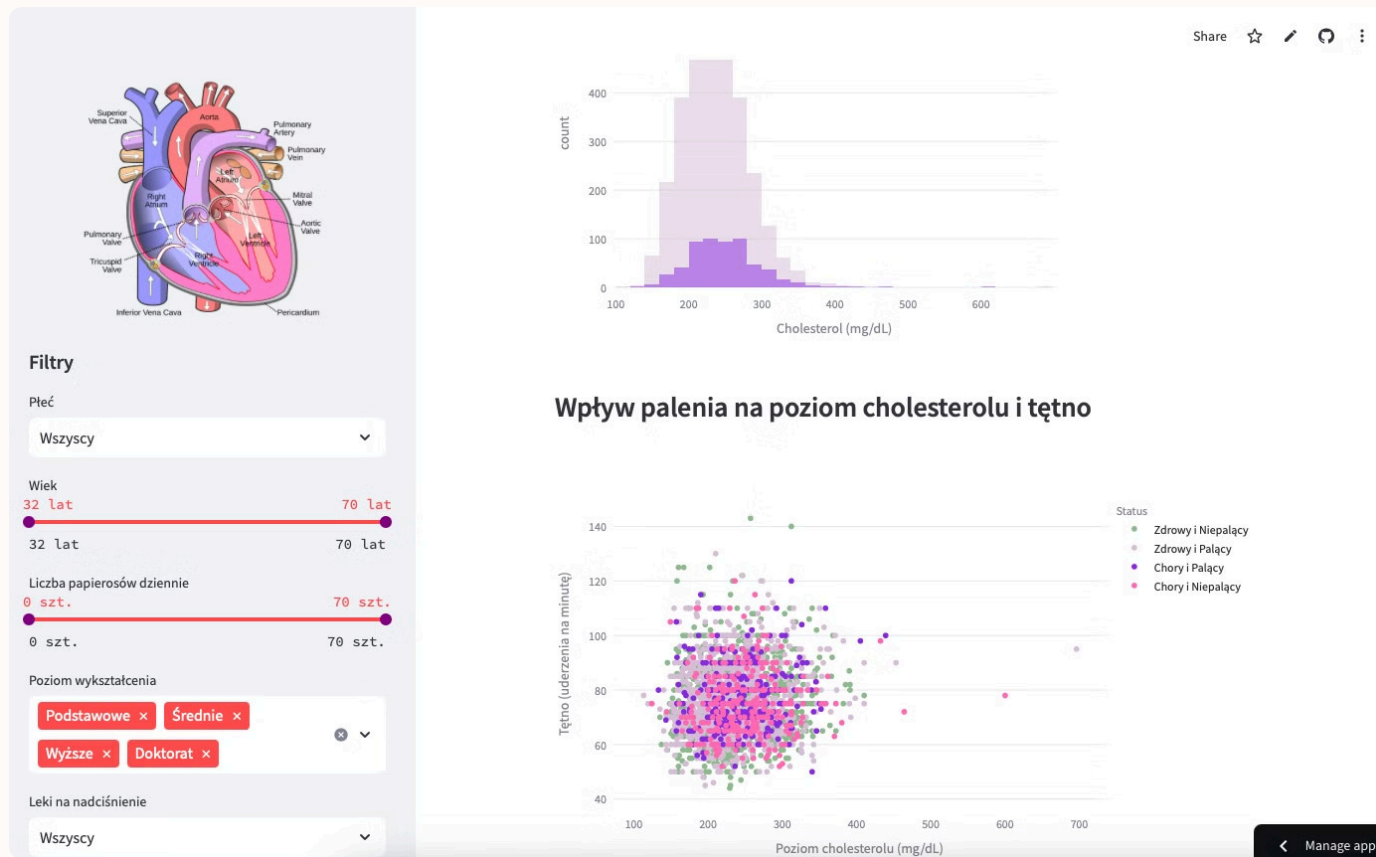 Share
Superior
Vena Cava
Aorta
Pulmonary
Artery
Pulmonary
Vein
Left
Atrium
Mitral
Valve
Right
Atrium
Aortic
Valve
Pulmonary
Valve
Left
Ventricle
Tricuspid
Valve
Right
Ventricle
Inferior Vena Cava
Pericardium
Filtry
Płeć
Wszyscy
Wiek
32 lat 70 lat
32 lat 70 lat
Liczba papierosów dziennie
0 szt. 70 szt.
0 szt. 70 szt.
Poziom wykształcenia
Podstawowe × Średnie ×
Wyższe × Doktorat ×
Leki na nadciśnienie
Wszyscy
count
400
300
200
100
0
100 200 300 400 500 600
Cholesterol (mg/dL)
Wpływ palenia na poziom cholesterolu i tętno
Tętno (uderzenia na minutę)
140
120
100
80
60
40
100 200 300 400 500 600 700
Poziom cholesterolu (mg/dL)
Status
Zdrowy i Niepalący
Zdrowy i Palący
Chory i Palący
Chory i Niepalący
Manage app